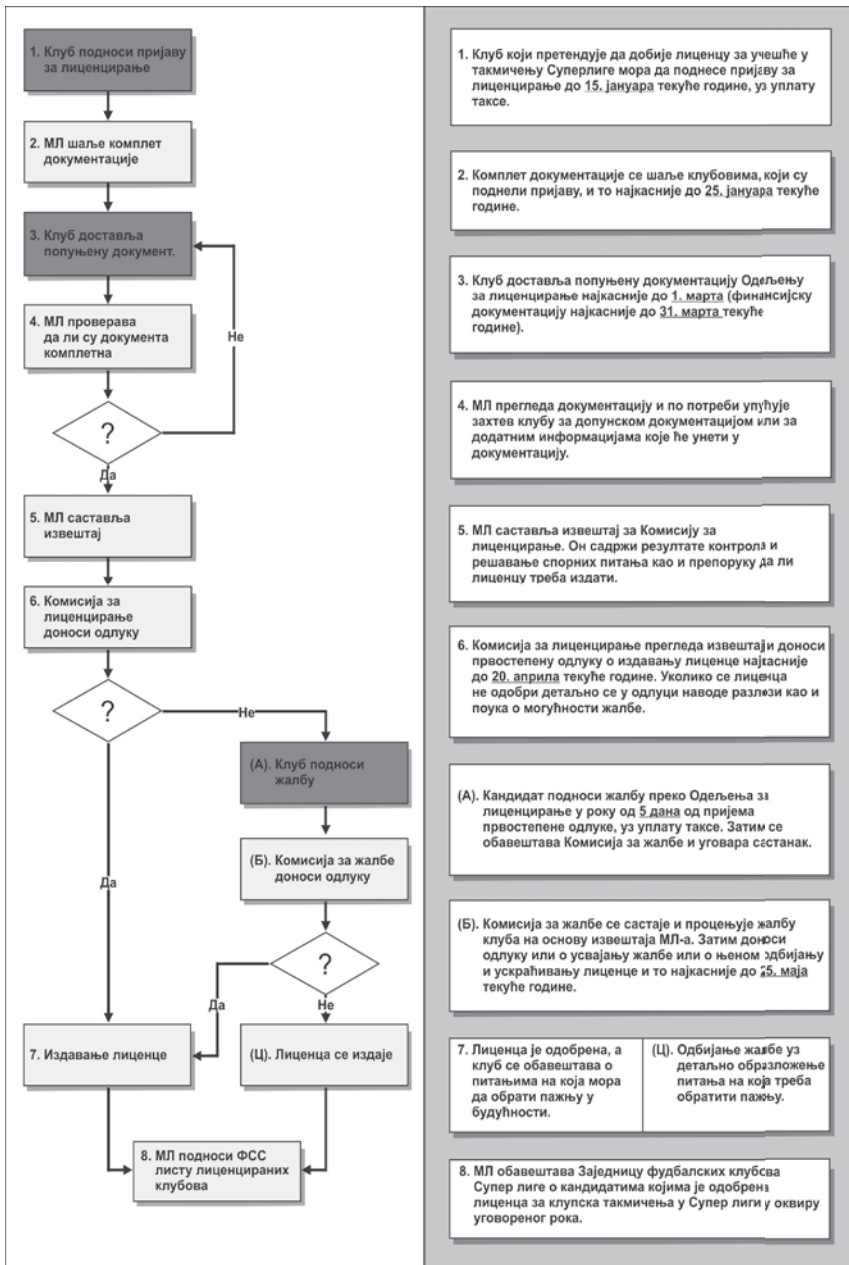 1. Клуб подноси пријаву
за лиценцирање
2. МЛ шаље комплет
документације
3. Клуб доставља
попуњену документ.
4. МЛ проверава
да ли су документа
комплетна
Не
?
Да
5. МЛ саставља
извештај
6. Комисија за
лиценцирање
доноси одлуку
?
Не
(А). Клуб подноси
жалбу
(Б). Комисија за жалбе
доноси одлуку
Да
?
Да
Не
7. Издавање лиценце
(Ц). Лиценца се издаје
8. МЛ подноси ФСС
листу лиценцираних
клубова
1. Клуб који претендује да добије лиценцу за учешће у
такмичењу Суперлиге мора да поднесе пријаву за
лиценцирање до 15. јануара текуће године, уз уплату
таксе.
2. Комплет документације се шаље клубовима, који су
поднели пријаву, и то најкасније до 25. јануара текуће
године.
3. Клуб доставља попуњену документацију Одељењу
за лиценцирање најкасније до 1. марта (финансијску
документацију најкасније до 31. марта текуће
године).
4. МЛ прегледа документацију и по потреби упућује
захтев клубу за допунском документацијом или за
додатним информацијама које ће унети у
документацију.
5. МЛ саставља извештај за Комисију за
лиценцирање. Он садржи резултате контрола и
решавање спорних питања као и препоруку да ли
лиценцу треба издати.
6. Комисија за лиценцирање прегледа извештај и доноси
првостепену одлуку о издавању лиценце најкасније
до 20. априла текуће године. Уколико се лиценца
не одобри детаљно се у одлуци наводе разлози као и
поука о могућности жалбе.
(А). Кандидат подноси жалбу преко Одељења за
лиценцирање у року од 5 дана од пријема
првостепене одлуке, уз уплату таксе. Затим се
обавештава Комисија за жалбе и уговара састанак.
(Б). Комисија за жалбе се састаје и процењује жалбу
клуба на основу извештаја МЛ-а. Затим доноси
одлуку или о усвајању жалбе или о њеном одбијању
и ускраћивању лиценце и то најкасније до 25. маја
текуће године.
7. Лиценца је одобрена, а
клуб се обавештава о
питањима на која мора
да обрати пажњу у
будућности.
(Ц). Одбијање жалбе уз
детаљно образложење
питања на која треба
обратити пажњу.
8. МЛ обавештава Заједницу фудбалских клубова
Супер лиге о кандидатима којима је одобрена
лиценца за клупска такмичења у Супер лиги у оквиру
уговореног рока.